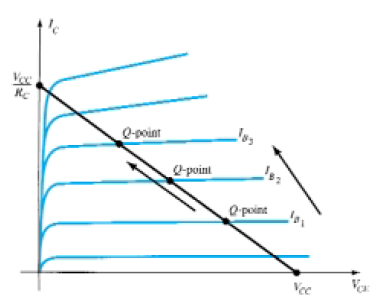 I_C
V_CC
R_C
Q-point
I_B3
Q-point
I_B2
Q-point
I_B1
V_CC
V_CE